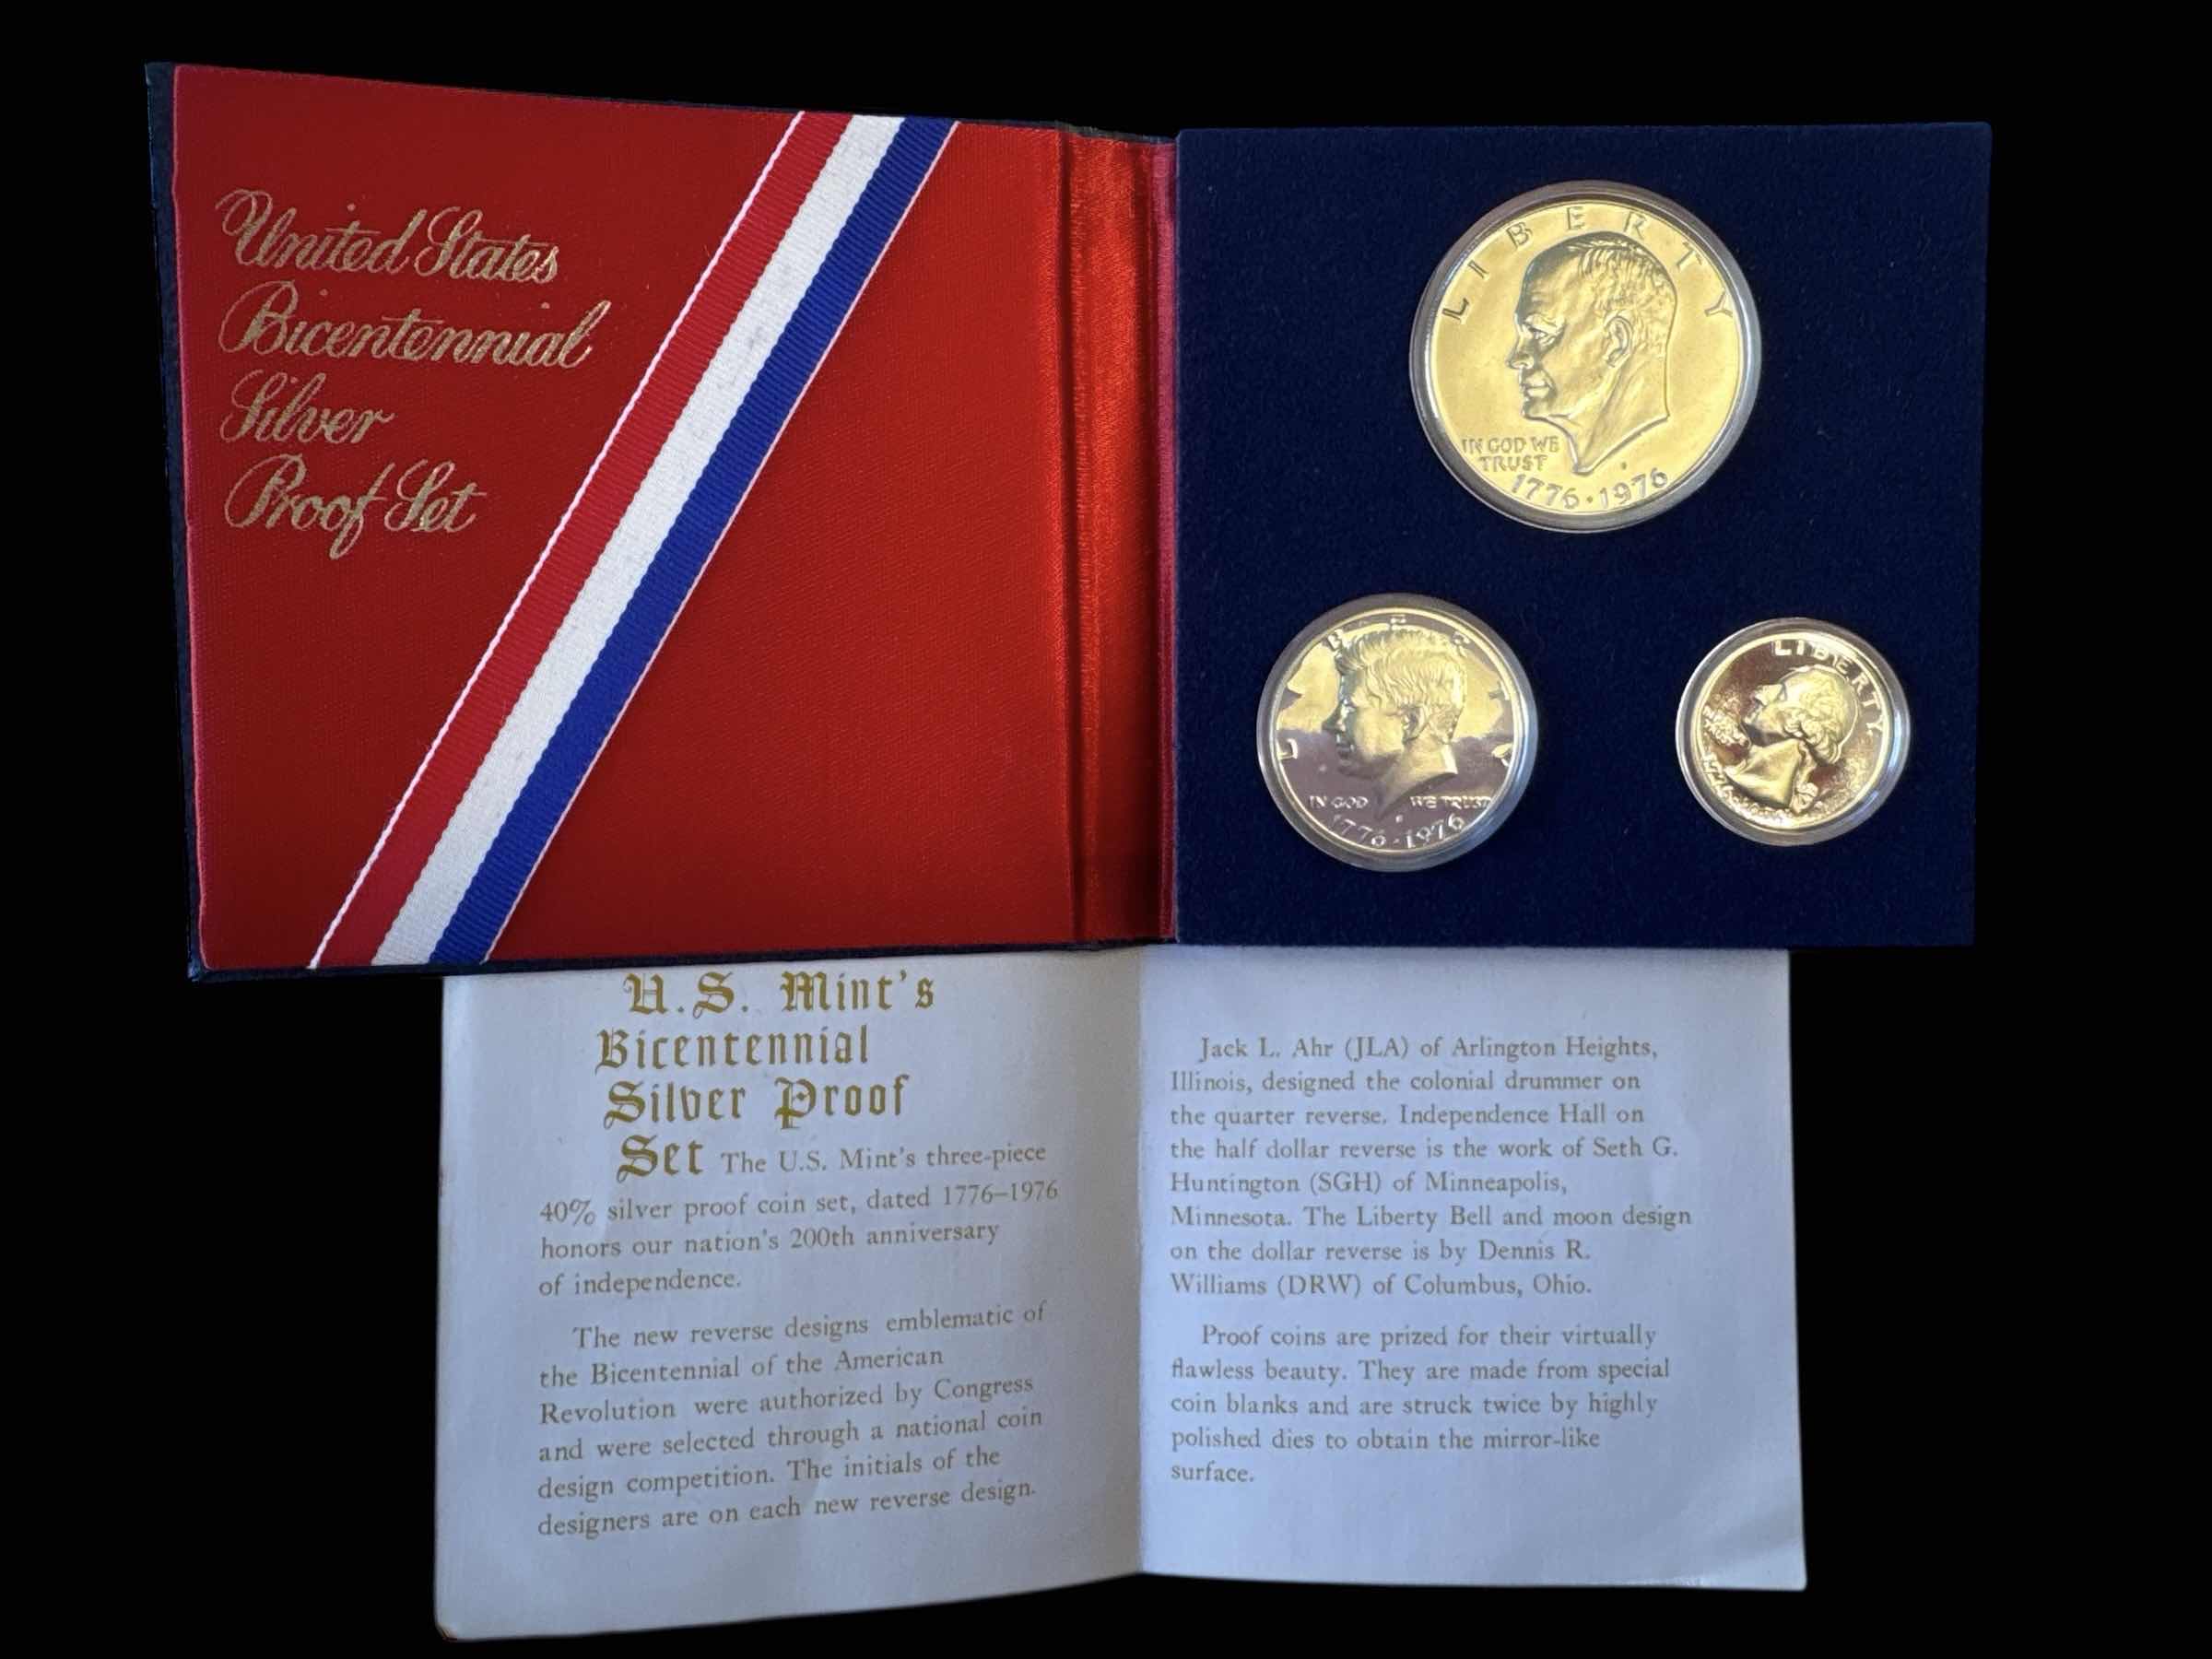 United States
Bicentennial
Silver
Proof Set
LIBERTY
IN GOD WE
TRUST
1776·1976
IN GOD WE TRUST
1776·1976
LIBERTY
U.S. Mint's
Bicentennial
Silver Proof
Set The U.S. Mint's three-piece
40% silver proof coin set, dated 1776–1976
honors our nation's 200th anniversary
of independence.
The new reverse designs emblematic of
the Bicentennial of the American
Revolution were authorized by Congress
and were selected through a national coin
design competition. The initials of the
designers are on each new reverse design.
Jack L. Ahr (JLA) of Arlington Heights,
Illinois, designed the colonial drummer on
the quarter reverse. Independence Hall on
the half dollar reverse is the work of Seth G.
Huntington (SGH) of Minneapolis,
Minnesota. The Liberty Bell and moon design
on the dollar reverse is by Dennis R.
Williams (DRW) of Columbus, Ohio.
Proof coins are prized for their virtually
flawless beauty. They are made from special
coin blanks and are struck twice by highly
polished dies to obtain the mirror-like
surface.